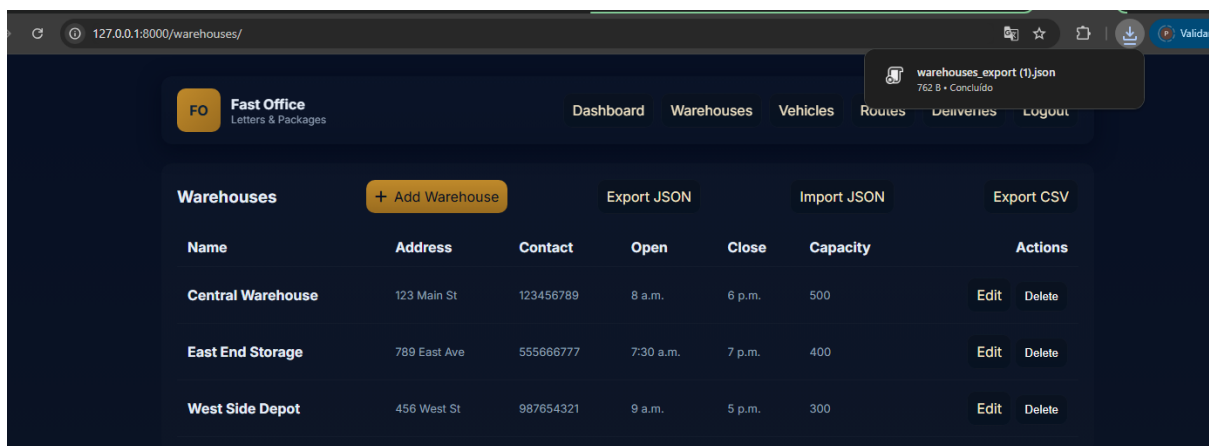 127.0.0.1:8000/warehouses/
Valida
warehouses_export (1).json
762 B • Concluído
FO
Fast Office
Letters & Packages
Dashboard Warehouses Vehicles Routes Deliveries Logout
Warehouses + Add Warehouse Export JSON Import JSON Export CSV
Name Address Contact Open Close Capacity Actions
Central Warehouse 123 Main St 123456789 8 a.m. 6 p.m. 500 Edit Delete
East End Storage 789 East Ave 555666777 7:30 a.m. 7 p.m. 400 Edit Delete
West Side Depot 456 West St 987654321 9 a.m. 5 p.m. 300 Edit Delete